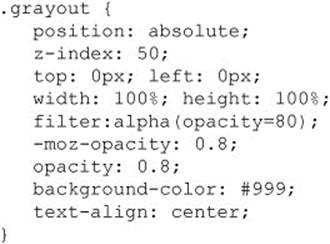 .grayout {
position: absolute;
z-index: 50;
top: 0px; left: 0px;
width: 100%; height: 100%;
filter:alpha(opacity=80);
-moz-opacity: 0.8;
opacity: 0.8;
background-color: #999;
text-align: center;
}